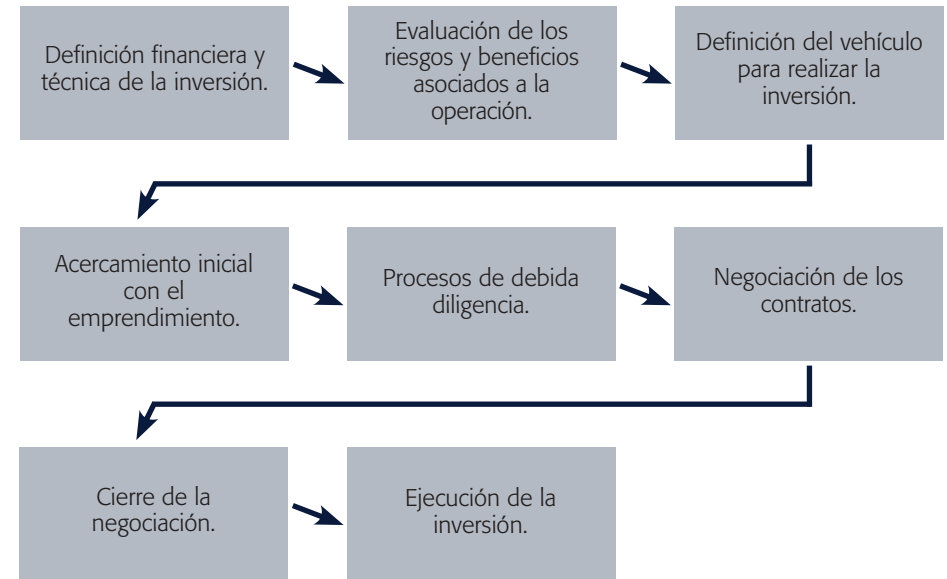 Definición financiera y
técnica de la inversión.
Evaluación de los
riesgos y beneficios
asociados a la
operación.
Definición del vehículo
para realizar la
inversión.
Acercamiento inicial
con el
emprendimiento.
Procesos de debida
diligencia.
Negociación de los
contratos.
Cierre de la
negociación.
Ejecución de la
inversión.